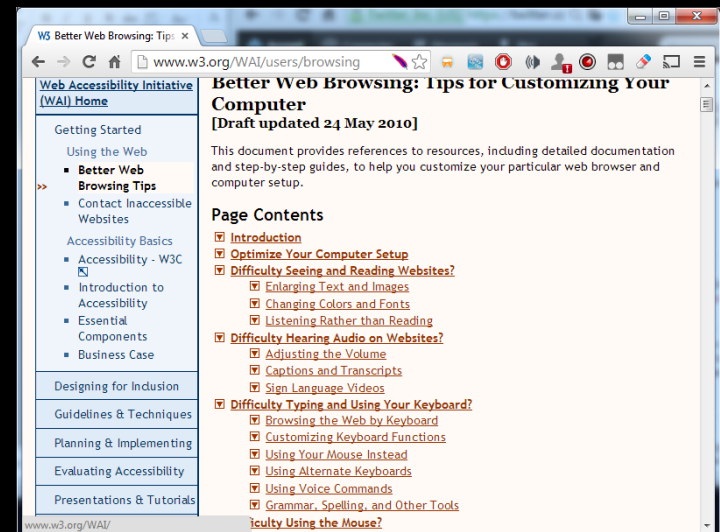 W3 Better Web Browsing: Tips
www.w3.org/WAI/users/browsing
Web Accessibility Initiative
(WAI) Home
Getting Started
Using the Web
Better Web
Browsing Tips
Contact Inaccessible
Websites
Accessibility Basics
Accessibility - W3C
Introduction to
Accessibility
Essential
Components
Business Case
Designing for Inclusion
Guidelines & Techniques
Planning & Implementing
Evaluating Accessibility
Presentations & Tutorials
www.w3.org/WAI/
Better Web Browsing: Tips for Customizing Your
Computer
[Draft updated 24 May 2010]
This document provides references to resources, including detailed documentation
and step-by-step guides, to help you customize your particular web browser and
computer setup.
Page Contents
Introduction
Optimize Your Computer Setup
Difficulty Seeing and Reading Websites?
Enlarging Text and Images
Changing Colors and Fonts
Listening Rather than Reading
Difficulty Hearing Audio on Websites?
Adjusting the Volume
Captions and Transcripts
Sign Language Videos
Difficulty Typing and Using Your Keyboard?
Browsing the Web by Keyboard
Customizing Keyboard Functions
Using Your Mouse Instead
Using Alternate Keyboards
Using Voice Commands
Grammar, Spelling, and Other Tools
ficulty Using the Mouse?